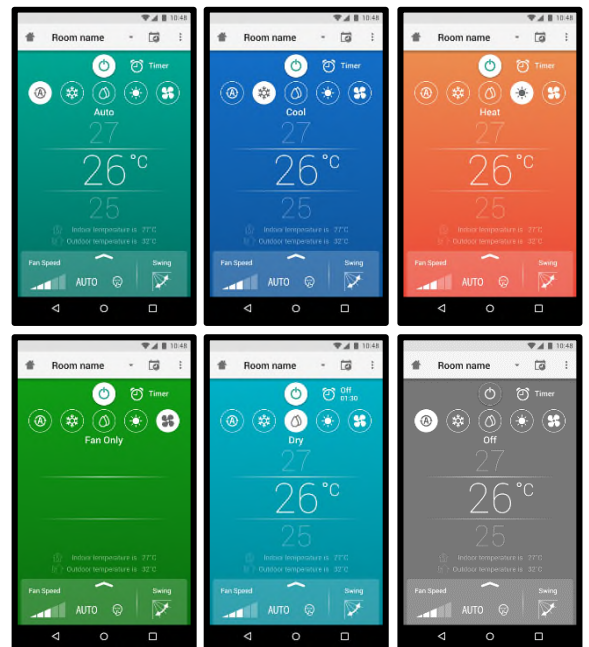 10:48
Room name
Timer
Auto
27
26°C
25
Indoor temperature is 27°C
Outdoor temperature is 32°C
Fan Speed Swing
AUTO
10:48
Room name
Timer
Cool
27
26°C
25
Indoor temperature is 27°C
Outdoor temperature is 32°C
Fan Speed Swing
AUTO
10:48
Room name
Timer
Heat
27
26°C
25
Indoor temperature is 27°C
Outdoor temperature is 32°C
Fan Speed Swing
AUTO
10:48
Room name
Timer
Fan Only
Indoor temperature is 27°C
Outdoor temperature is 32°C
Fan Speed Swing
AUTO
10:48
Room name
Off
01:30
Dry
27
26°C
25
Indoor temperature is 27°C
Outdoor temperature is 32°C
Fan Speed Swing
AUTO
10:48
Room name
Timer
Off
27
26°C
25
Indoor temperature is 27°C
Outdoor temperature is 32°C
Fan Speed Swing
AUTO